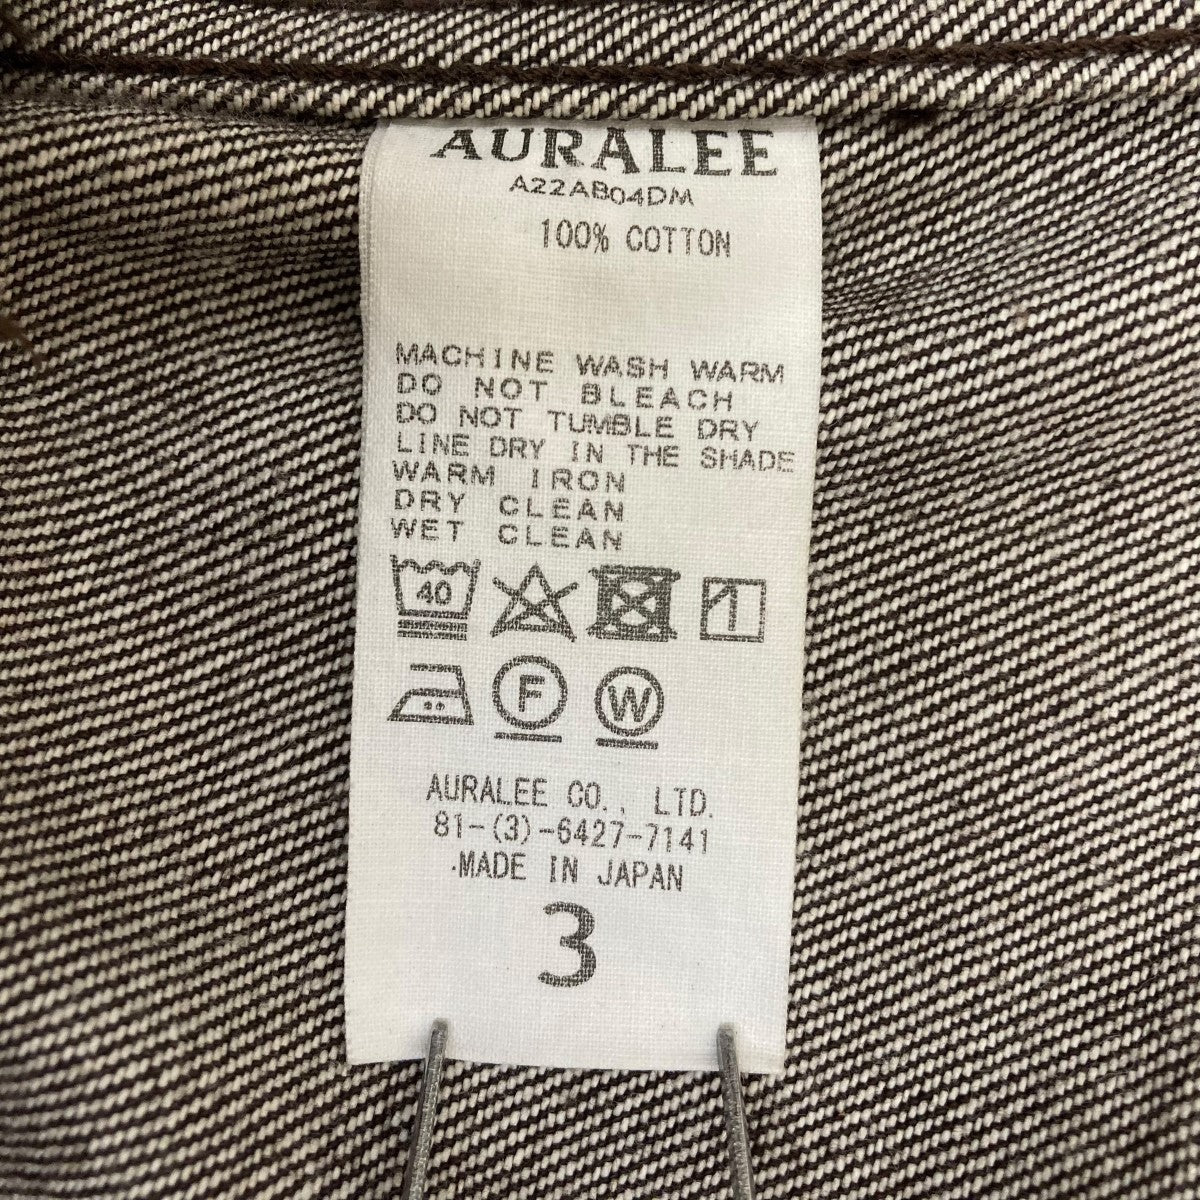 AURALEE
A22AB04DM
100% COTTON
MACHINE WASH WARM
DO NOT BLEACH
DO NOT TUMBLE DRY
LINE DRY IN THE SHADE
WARM IRON
DRY CLEAN
WET CLEAN
40
F W
AURALEE CO., LTD.
81-(3)-6427-7141
MADE IN JAPAN
3